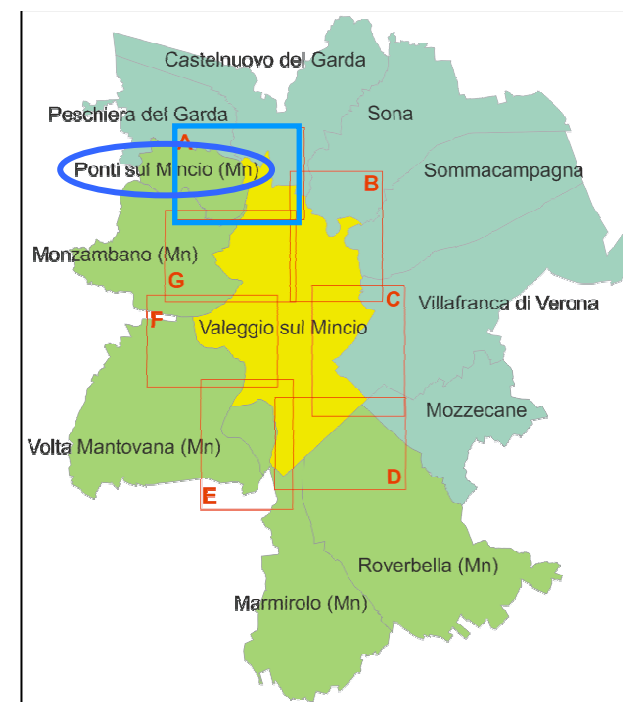 Castelnuovo del Garda
Peschiera del Garda
Sona
A
Ponti sul Mincio (Mn)
Sommacampagna
B
Monzambano (Mn)
G
C
Villafranca di Verona
F
Valeggio sul Mincio
Mozzecane
Volta Mantovana (Mn)
D
E
Roverbella (Mn)
Marmirolo (Mn)